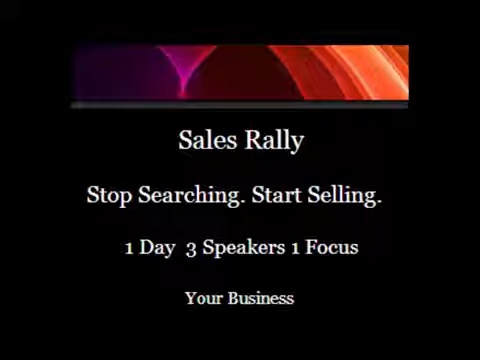 Sales Rally
Stop Searching. Start Selling.
1 Day  3 Speakers 1 Focus
Your Business